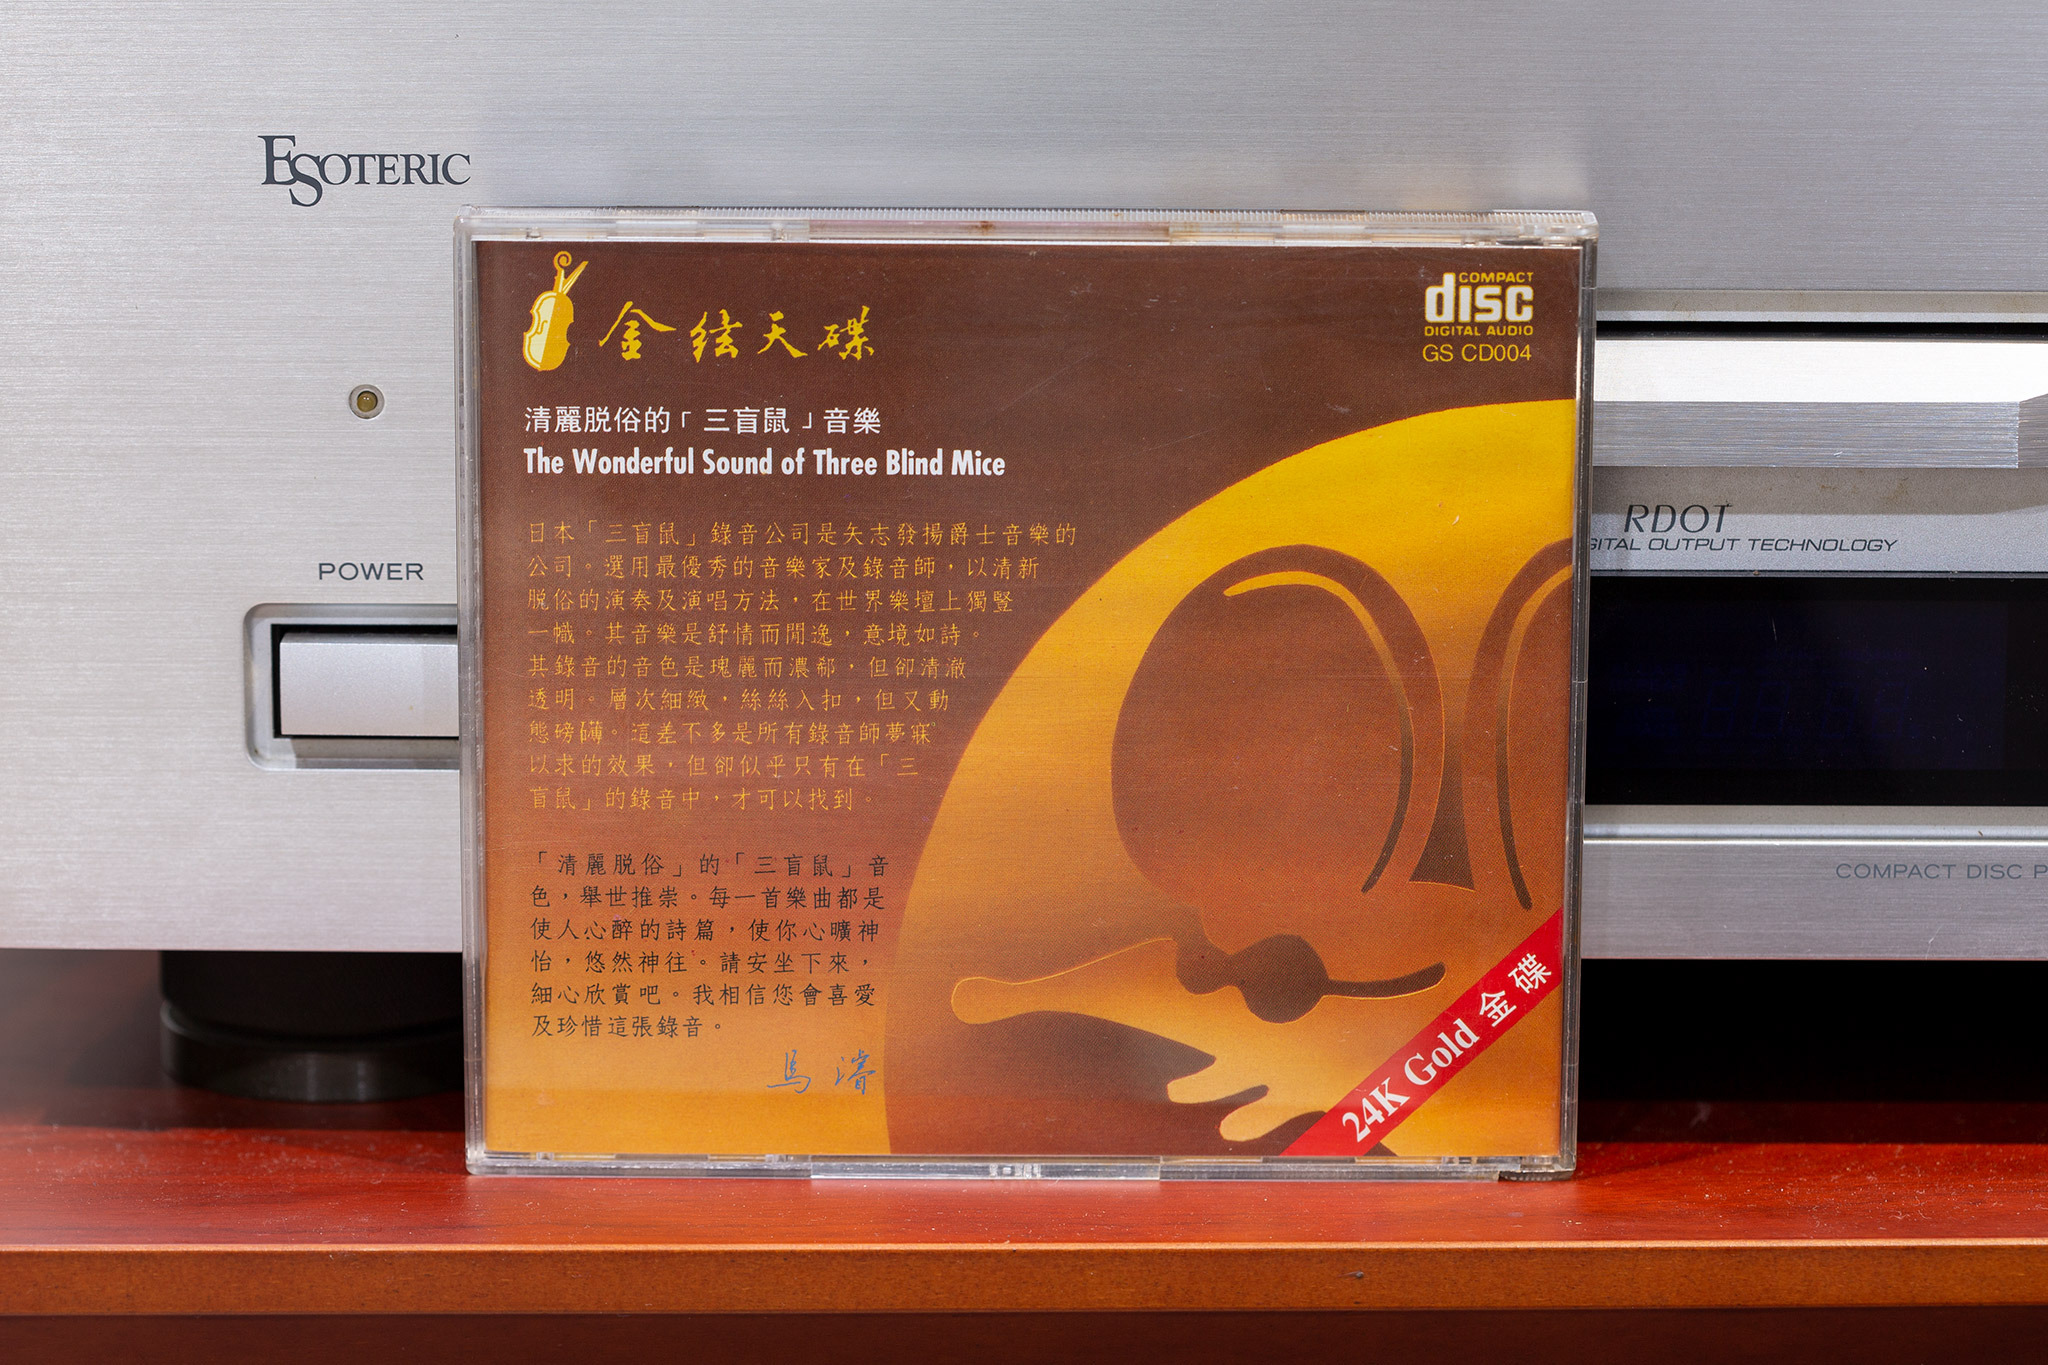 ESOTERIC
POWER
金絃天碟
COMPACT
disc
DIGITAL AUDIO
GS CD004
清麗脱俗的「三盲鼠」音樂
The Wonderful Sound of Three Blind Mice
日本「三盲鼠」錄音公司是矢志發揚爵士音樂的
公司。選用最優秀的音樂家及錄音師，以清新
脱俗的演奏及演唱方法，在世界樂壇上獨豎
一幟。其音樂是舒情而閒逸，意境如詩。
其錄音的音色是瑰麗而濃郁，但卻清澈
透明。層次細緻，絲絲入扣，但又動
態磅礴。這差不多是所有錄音師夢寐
以求的效果，但卻似乎只有在「三
盲鼠」的錄音中，才可以找到。
「清麗脱俗」的「三盲鼠」音
色，舉世推崇。每一首樂曲都是
使人心醉的詩篇，使你心曠神
怡，悠然神往。請安坐下來，
細心欣賞吧。我相信您會喜愛
及珍惜這張錄音。
馬濬
24K Gold 金碟
RDOT
GITAL OUTPUT TECHNOLOGY
COMPACT DISC P